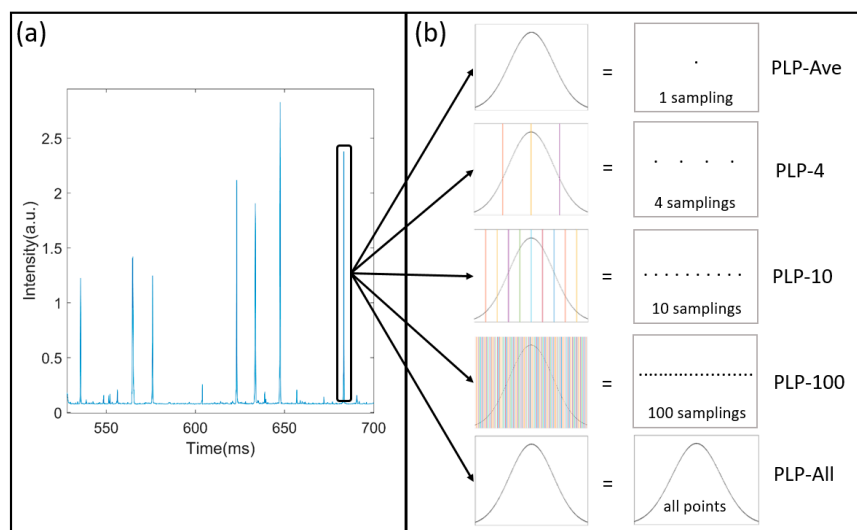 (a)
Intensity(a.u.)
2.5
2
1.5
1
0.5
0
550
600
650
700
Time(ms)
(b)
=
1 sampling
PLP-Ave
=
4 samplings
PLP-4
=
10 samplings
PLP-10
=
100 samplings
PLP-100
=
all points
PLP-All